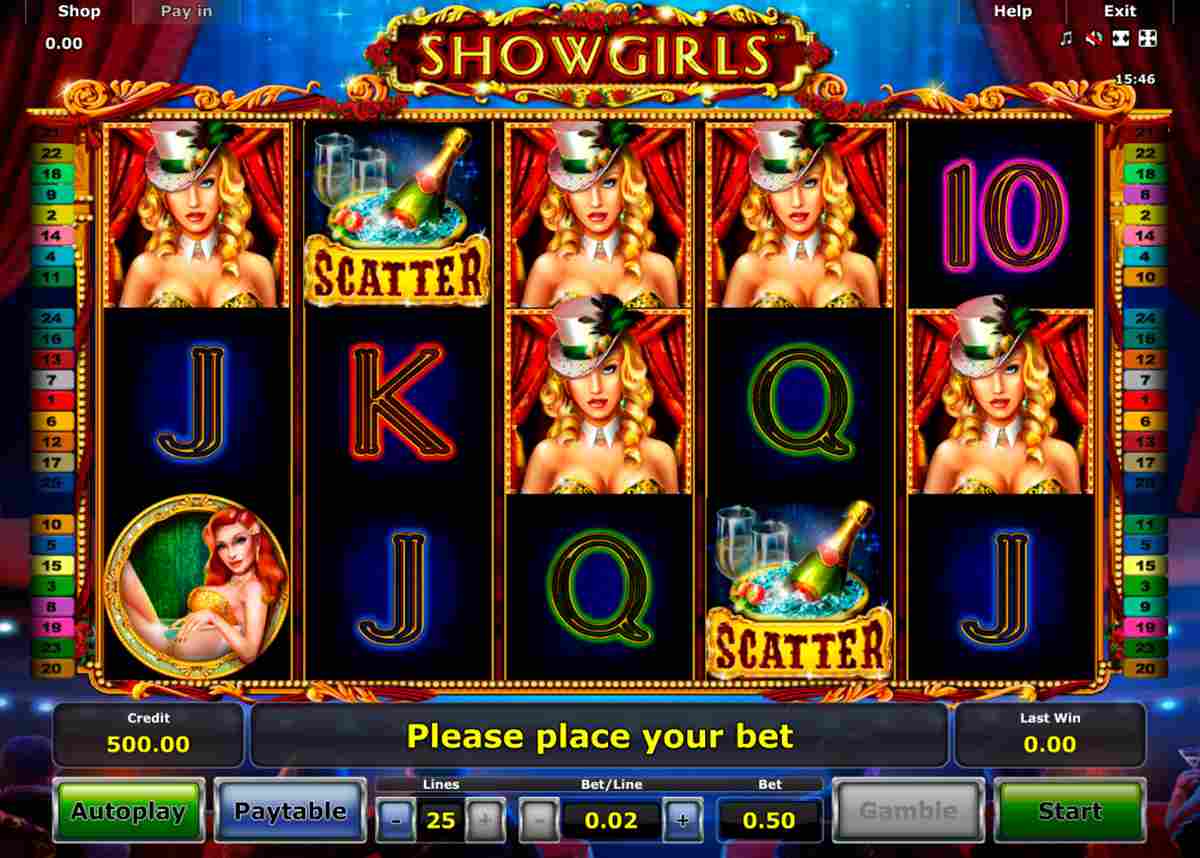 Shop Pay in Help Exit
0.00
SHOWGIRLS™
15:46
21 21
22 22
18 18
9 8
2 2
14 14
4 4
11 10
10
SCATTER
24 24
16 16
13 12
7 7
1 1
6 6
12 13
17 17
25 25
J K Q
10 11
5 5
15 15
3 3
8 9
19 19
23 23
20 20
J Q J
SCATTER
Credit
500.00
Please place your bet
Last Win
0.00
Lines Bet/Line Bet
Autoplay Paytable - 25 + - 0.02 + 0.50 Gamble Start